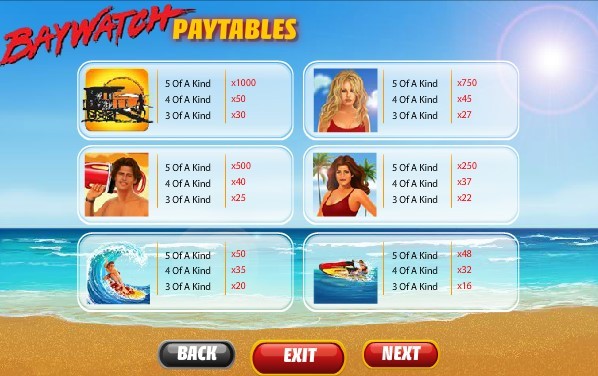 BAYWATCH PAYTABLES
5 Of A Kind x1000
4 Of A Kind x50
3 Of A Kind x30
5 Of A Kind x750
4 Of A Kind x45
3 Of A Kind x27
5 Of A Kind x500
4 Of A Kind x40
3 Of A Kind x25
5 Of A Kind x250
4 Of A Kind x37
3 Of A Kind x22
5 Of A Kind x50
4 Of A Kind x35
3 Of A Kind x20
5 Of A Kind x48
4 Of A Kind x32
3 Of A Kind x16
BACK EXIT NEXT